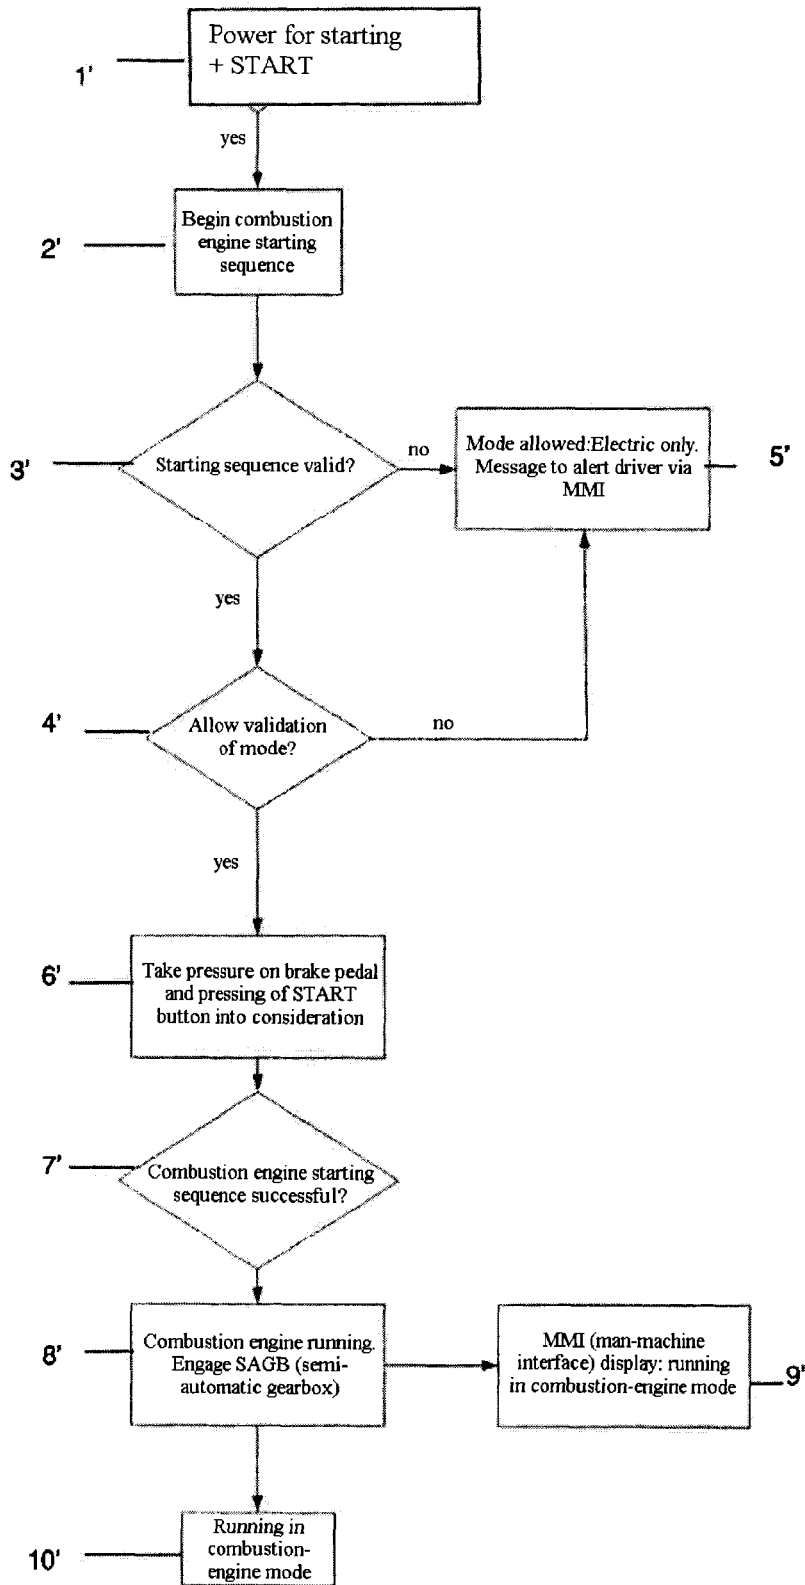 Power for starting
+ START
1'
yes
Begin combustion
engine starting
sequence
2'
Starting sequence valid?
3'
no
Mode allowed:Electric only.
Message to alert driver via
MMI
5'
yes
Allow validation
of mode?
4'
no
yes
Take pressure on brake pedal
and pressing of START
button into consideration
6'
Combustion engine starting
sequence successful?
7'
Combustion engine running.
Engage SAGB (semi-
automatic gearbox)
8'
MMI (man-machine
interface) display: running
in combustion-engine mode
9'
Running in
combustion-
engine mode
10'